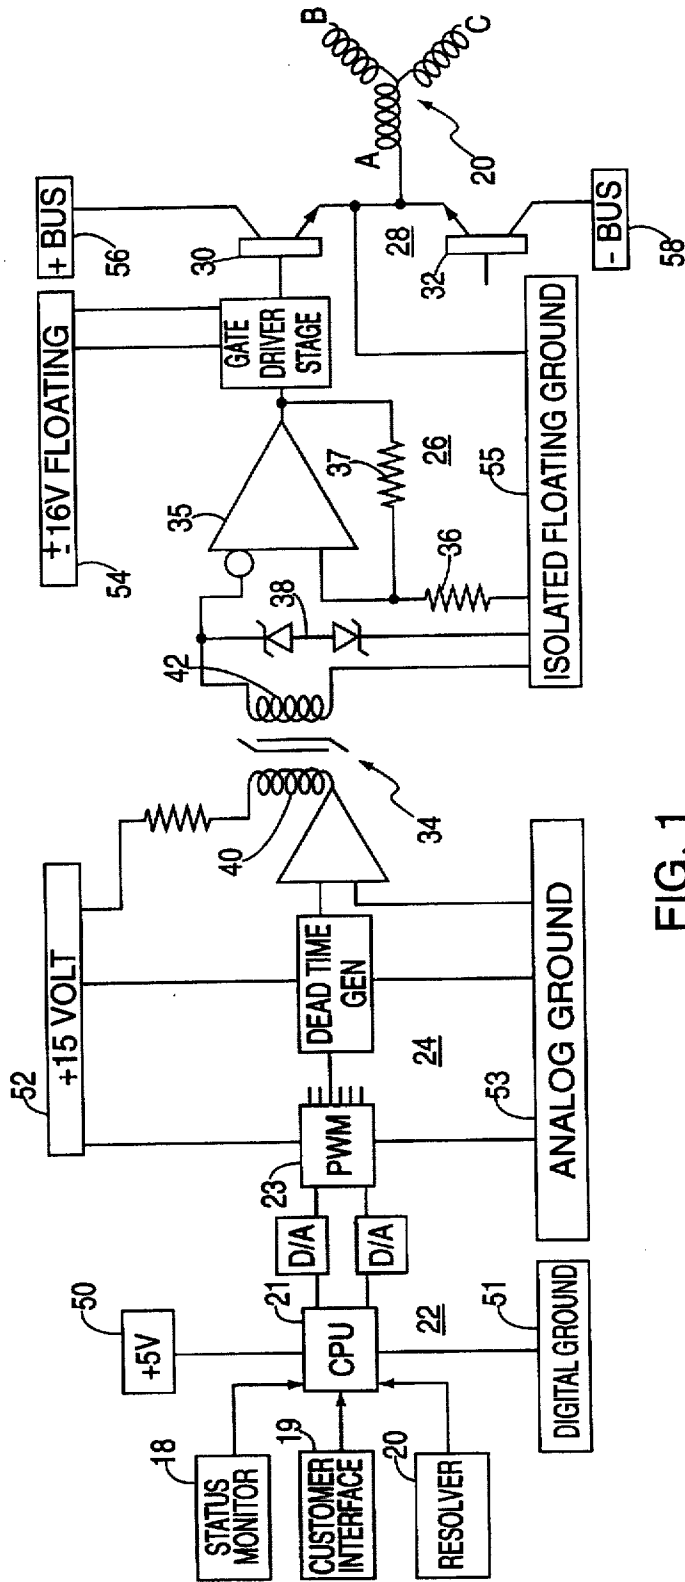 50
+5V
18
STATUS
MONITOR
19
CUSTOMER
INTERFACE
20
RESOLVER
21
CPU
22
51
DIGITAL GROUND
D/A
D/A
52
+15 VOLT
23
PWM
DEAD TIME
GEN
24
53
ANALOG GROUND
40
34
42
38
54
±16V FLOATING
35
GATE
DRIVER
STAGE
37
26
36
55
ISOLATED FLOATING GROUND
+ BUS
56
30
28
32
- BUS
58
A
B
C
20
FIG. 1